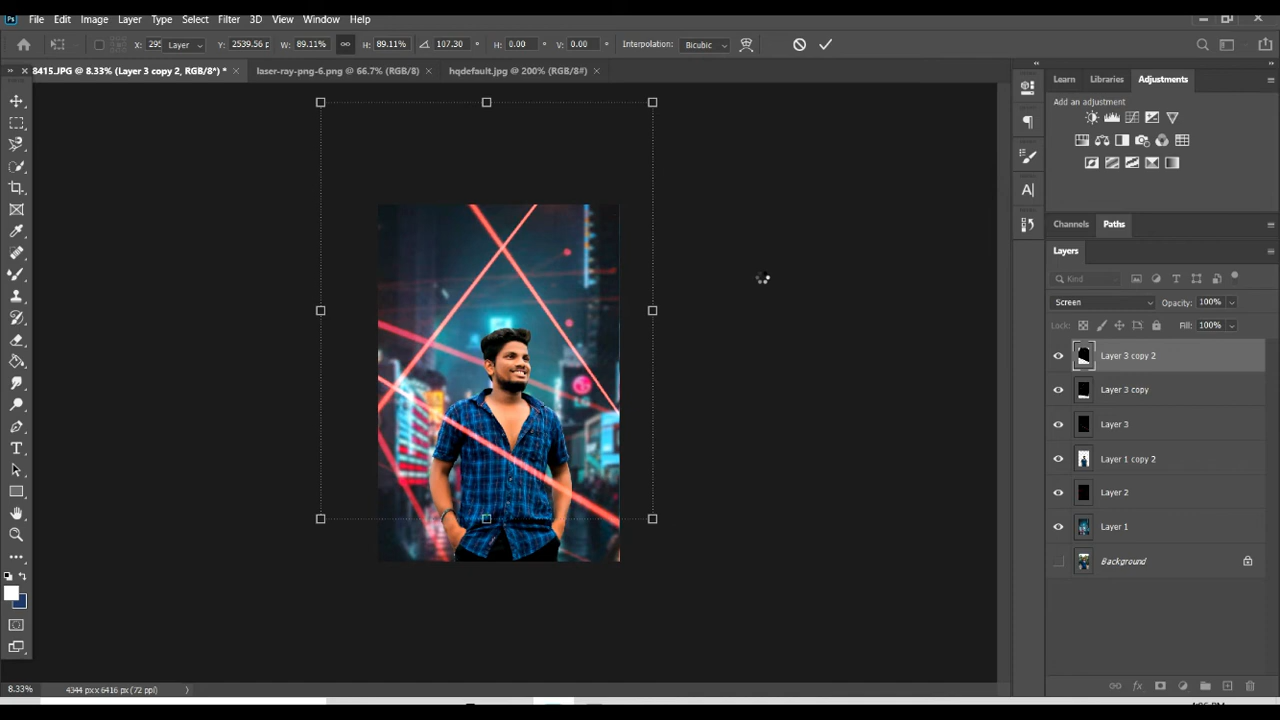 Ps File Edit Image Layer Type Select Filter 3D View Window Help
X: 295 Layer Y: 2539.56 p W: 89.11% H: 89.11% 107.30 ° H: 0.00 ° V: 0.00 ° Interpolation: Bicubic
8415.JPG @ 8.33% (Layer 3 copy 2, RGB/8*) * × laser-ray-png-6.png @ 66.7% (RGB/8) × hqdefault.jpg @ 200% (RGB/8#) ×
Learn Libraries Adjustments
Add an adjustment
Channels Paths
Layers
Kind
Screen Opacity: 100%
Lock: Fill: 100%
Layer 3 copy 2
Layer 3 copy
Layer 3
Layer 1 copy 2
Layer 2
Layer 1
Background
8.33% 4344 px x 6416 px (72 ppi)